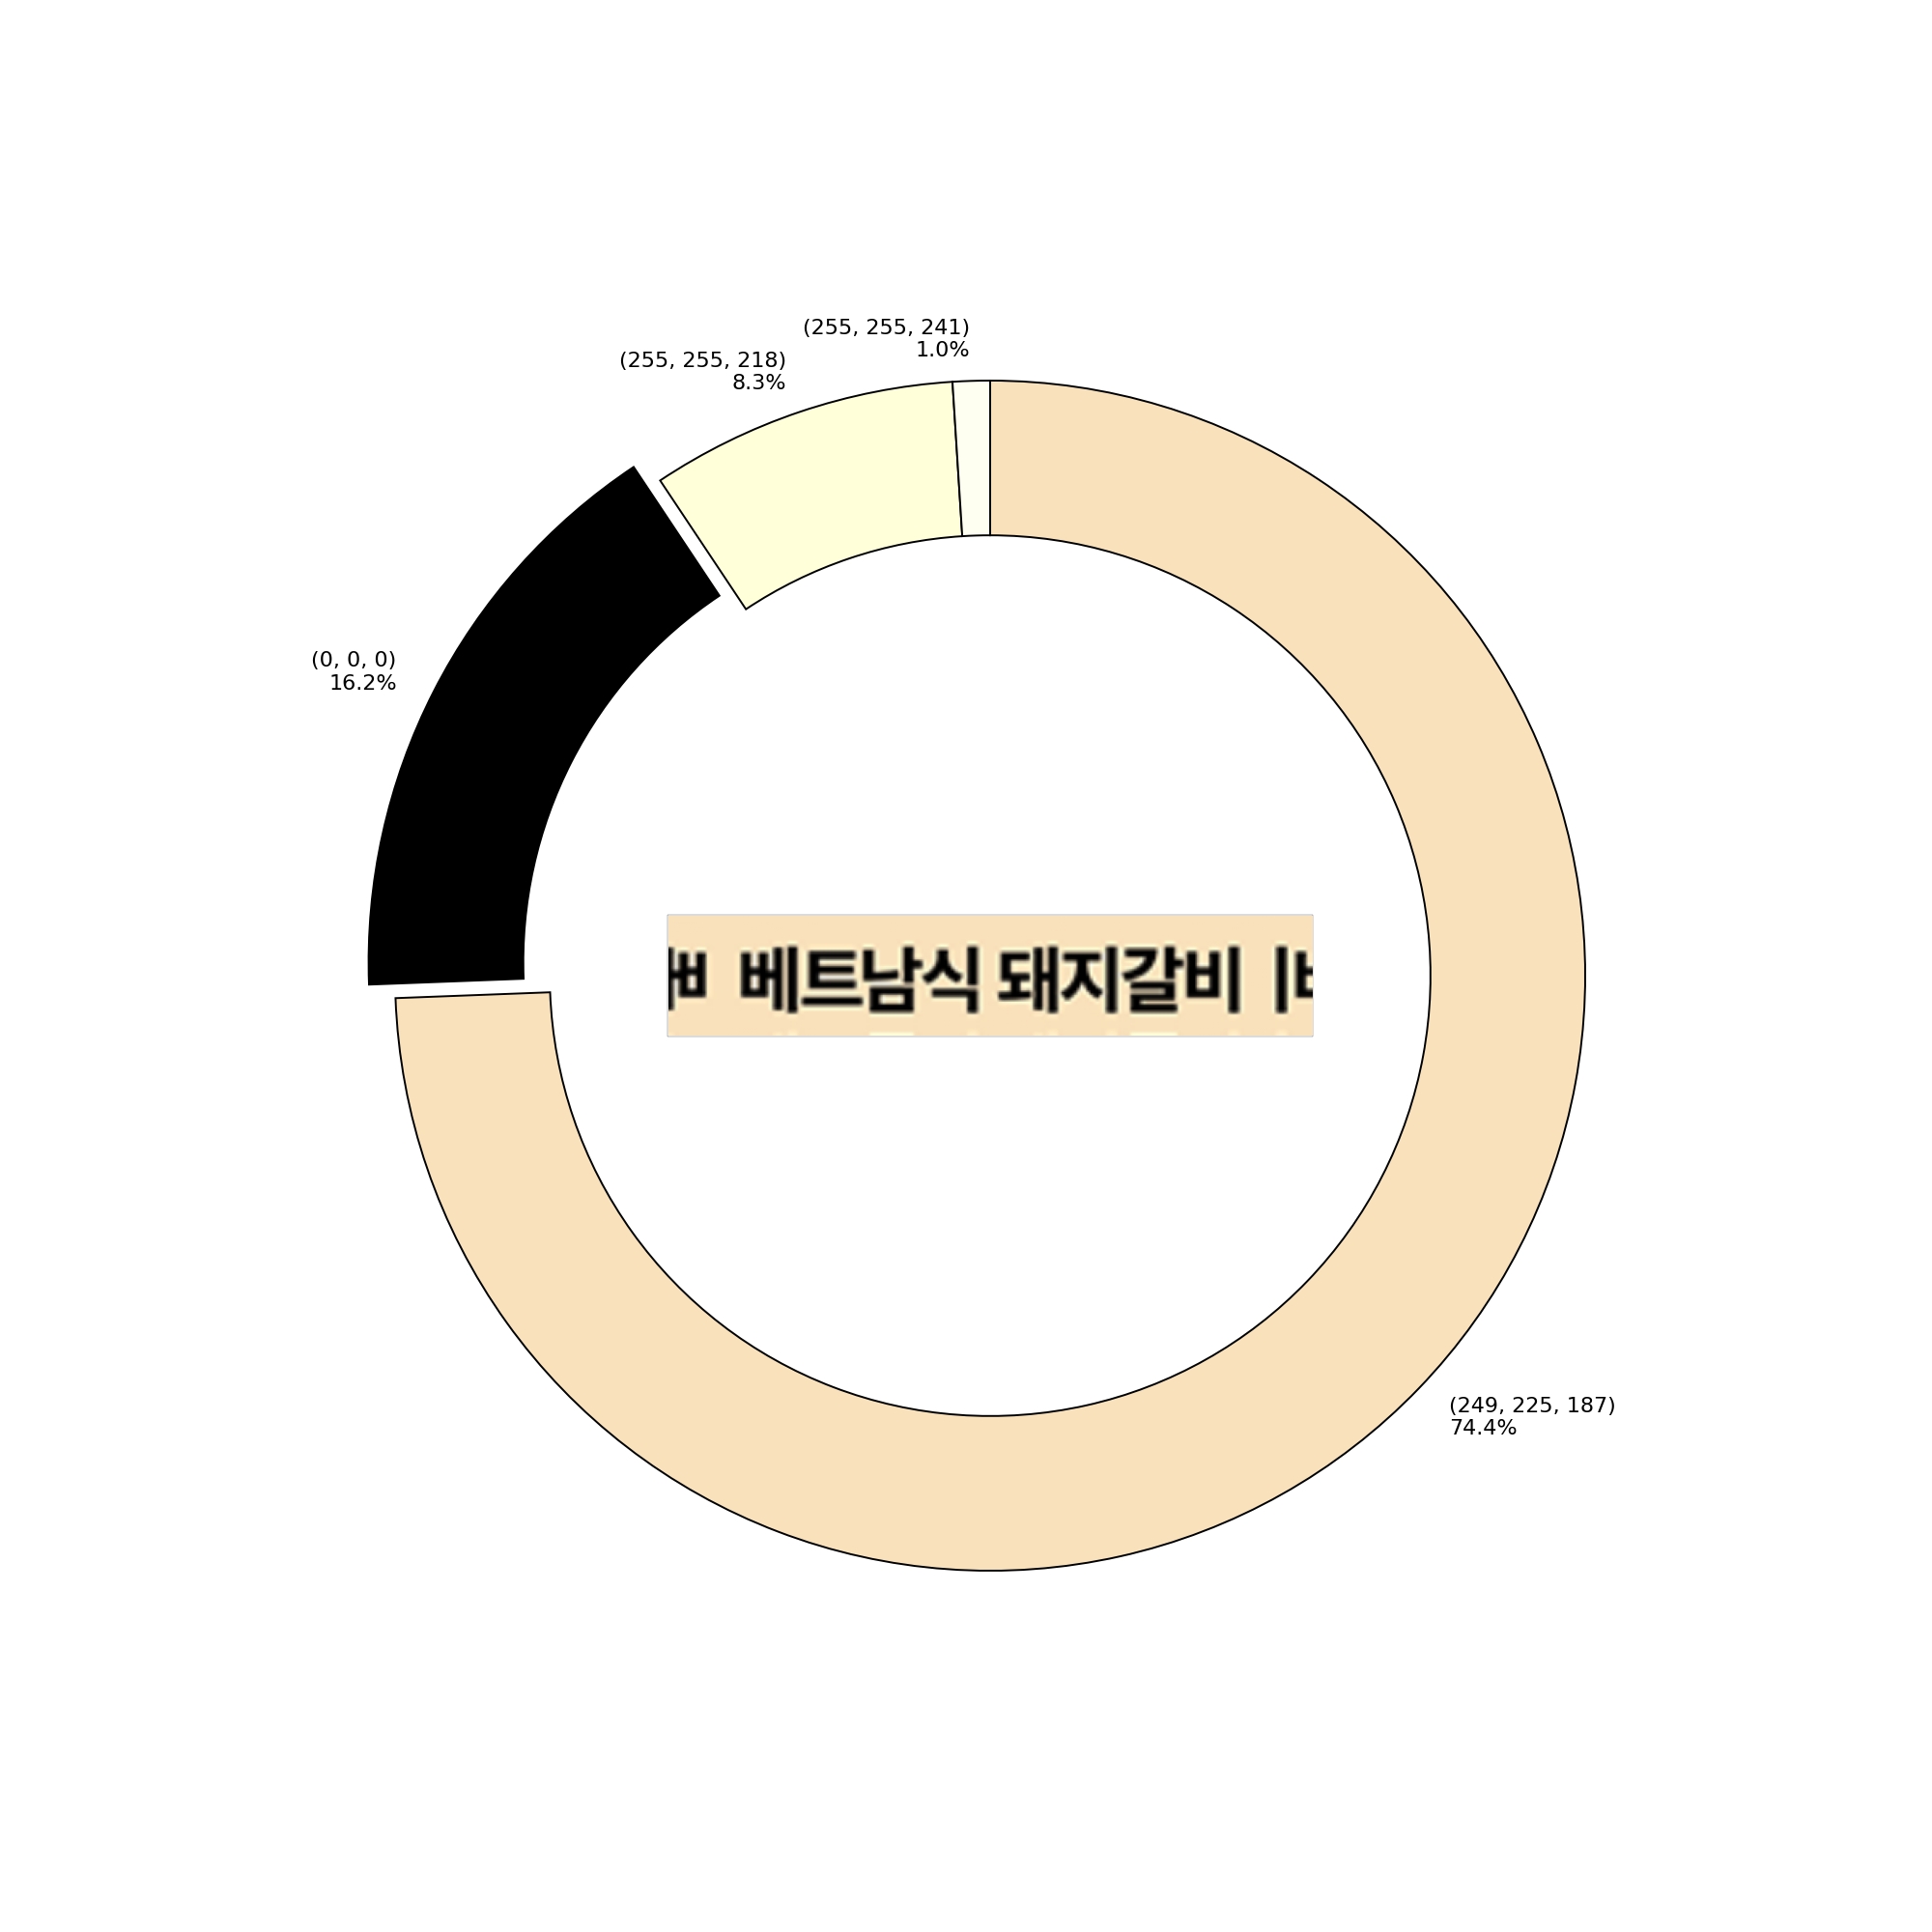 (255, 255, 241)
1.0%
(255, 255, 218)
8.3%
(0, 0, 0)
16.2%
베트남식 돼지갈비
(249, 225, 187)
74.4%